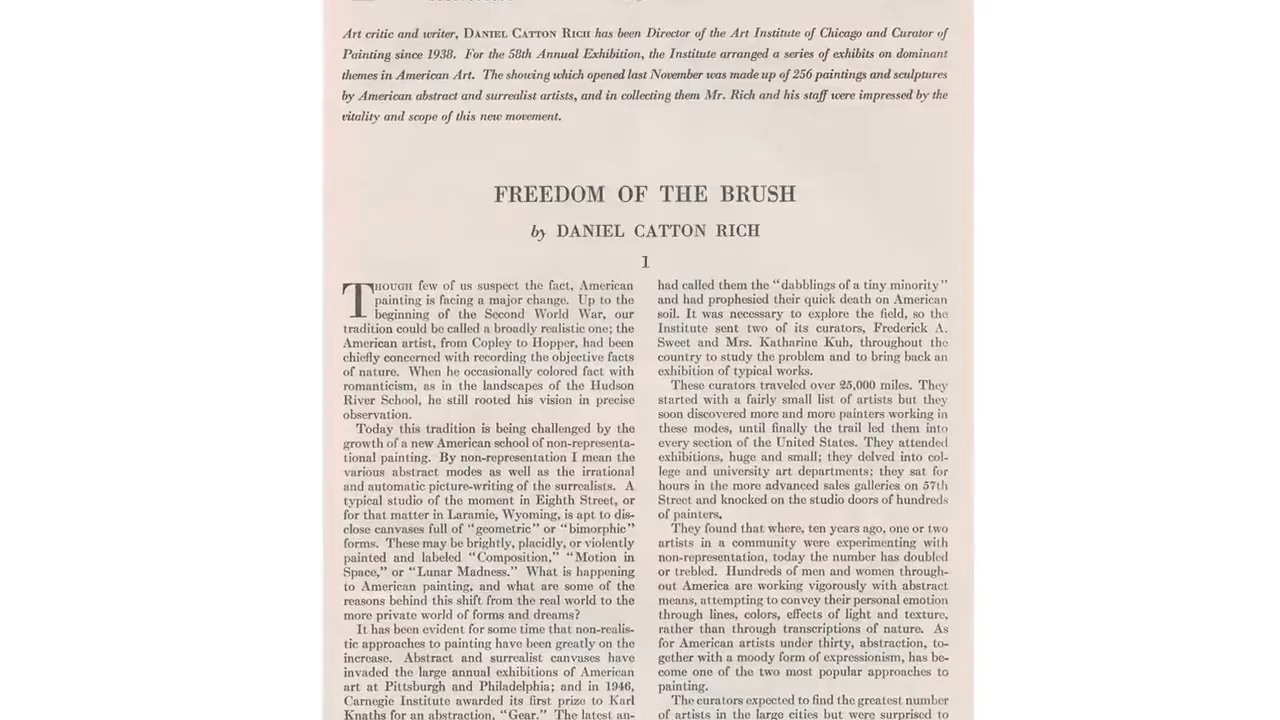 Art critic and writer, DANIEL CATTON RICH has been Director of the Art Institute of Chicago and Curator of
Painting since 1938. For the 58th Annual Exhibition, the Institute arranged a series of exhibits on dominant
themes in American Art. The showing which opened last November was made up of 256 paintings and sculptures
by American abstract and surrealist artists, and in collecting them Mr. Rich and his staff were impressed by the
vitality and scope of this new movement.
FREEDOM OF THE BRUSH
by DANIEL CATTON RICH
1
THOUGH few of us suspect the fact, American
painting is facing a major change. Up to the
beginning of the Second World War, our
tradition could be called a broadly realistic one; the
American artist, from Copley to Hopper, had been
chiefly concerned with recording the objective facts
of nature. When he occasionally colored fact with
romanticism, as in the landscapes of the Hudson
River School, he still rooted his vision in precise
observation.
Today this tradition is being challenged by the
growth of a new American school of non-representa-
tional painting. By non-representation I mean the
various abstract modes as well as the irrational
and automatic picture-writing of the surrealists. A
typical studio of the moment in Eighth Street, or
for that matter in Laramie, Wyoming, is apt to dis-
close canvases full of "geometric" or "bimorphic"
forms. These may be brightly, placidly, or violently
painted and labeled "Composition," "Motion in
Space," or "Lunar Madness." What is happening
to American painting, and what are some of the
reasons behind this shift from the real world to the
more private world of forms and dreams?
It has been evident for some time that non-realis-
tic approaches to painting have been greatly on the
increase. Abstract and surrealist canvases have
invaded the large annual exhibitions of American
art at Pittsburgh and Philadelphia; and in 1946,
Carnegie Institute awarded its first prize to Karl
Knaths for an abstraction, "Gear." The latest an-
had called them the "dabblings of a tiny minority"
and had prophesied their quick death on American
soil. It was necessary to explore the field, so the
Institute sent two of its curators, Frederick A.
Sweet and Mrs. Katharine Kuh, throughout the
country to study the problem and to bring back an
exhibition of typical works.
These curators traveled over 25,000 miles. They
started with a fairly small list of artists but they
soon discovered more and more painters working in
these modes, until finally the trail led them into
every section of the United States. They attended
exhibitions, huge and small; they delved into col-
lege and university art departments; they sat for
hours in the more advanced sales galleries on 57th
Street and knocked on the studio doors of hundreds
of painters.
They found that where, ten years ago, one or two
artists in a community were experimenting with
non-representation, today the number has doubled
or trebled. Hundreds of men and women through-
out America are working vigorously with abstract
means, attempting to convey their personal emotion
through lines, colors, effects of light and texture,
rather than through transcriptions of nature. As
for American artists under thirty, abstraction, to-
gether with a moody form of expressionism, has be-
come one of the two most popular approaches to
painting.
The curators expected to find the greatest number
of artists in the large cities but were surprised to